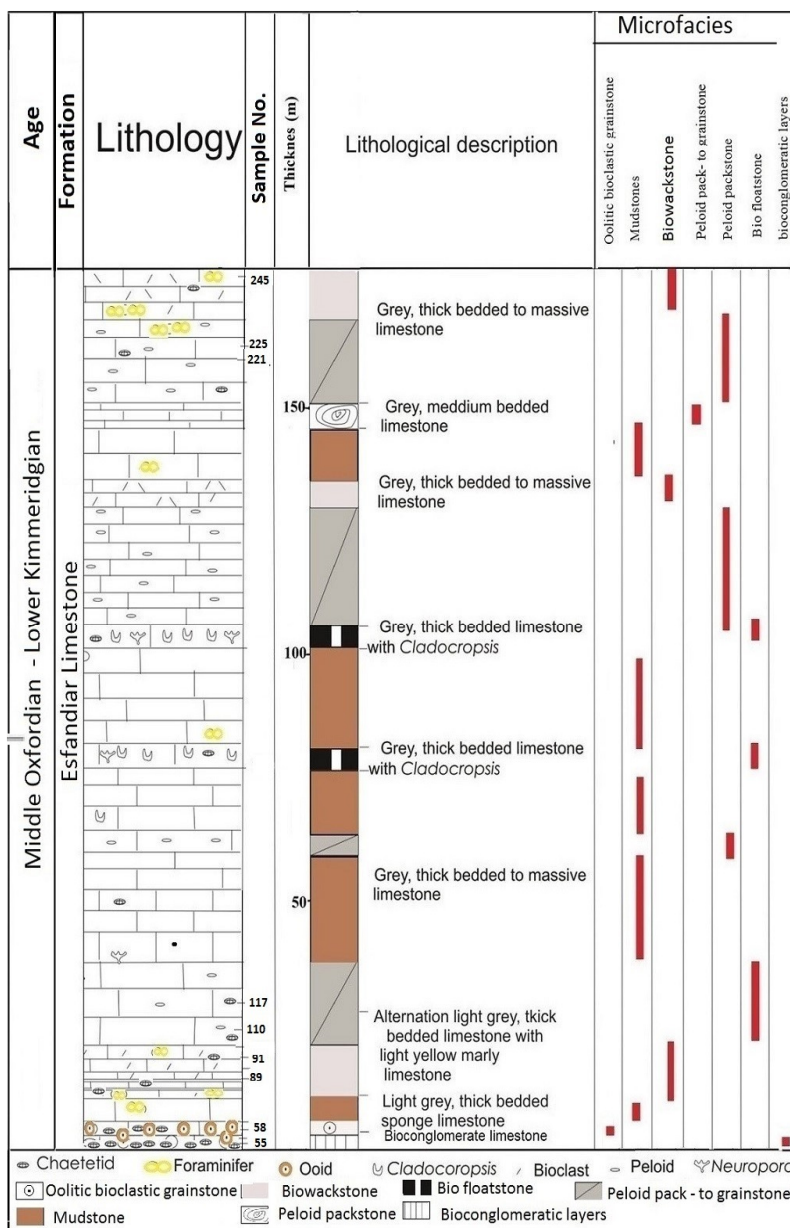 Microfacies
Age
Formation
Lithology
Sample No.
Thicknes (m)
Lithological description
Oolitic bioclastic grainstone
Mudstones
Biowackstone
Peloid pack- to grainstone
Peloid packstone
Bio floatstone
bioconglomeratic layers
Middle Oxfordian - Lower Kimmeridgian
Esfandiar Limestone
245
225
221
117
110
91
89
58
55
150
100
50
Grey, thick bedded to massive
limestone
Grey, meddium bedded
limestone
Grey, thick bedded to massive
limestone
Grey, thick bedded limestone
with Cladocropsis
Grey, thick bedded limestone
with Cladocropsis
Grey, thick bedded to massive
limestone
Alternation light grey, tkick
bedded limestone with
light yellow marly
limestone
Light grey, thick bedded
sponge limestone
Bioconglomerate limestone
Chaetetid Foraminifer Ooid Cladocoropsis Bioclast Peloid Neuropora
Oolitic bioclastic grainstone Biowackstone Bio floatstone Peloid pack - to grainstone
Mudstone Peloid packstone Bioconglomeratic layers